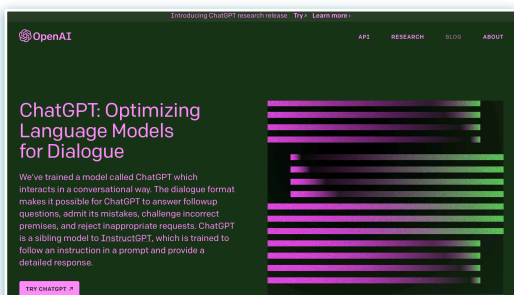 Introducing ChatGPT research release Try › Learn more ›
OpenAI
API RESEARCH BLOG ABOUT
ChatGPT: Optimizing
Language Models
for Dialogue
We've trained a model called ChatGPT which
interacts in a conversational way. The dialogue format
makes it possible for ChatGPT to answer followup
questions, admit its mistakes, challenge incorrect
premises, and reject inappropriate requests. ChatGPT
is a sibling model to InstructGPT, which is trained to
follow an instruction in a prompt and provide a
detailed response.
TRY CHATGPT ↗